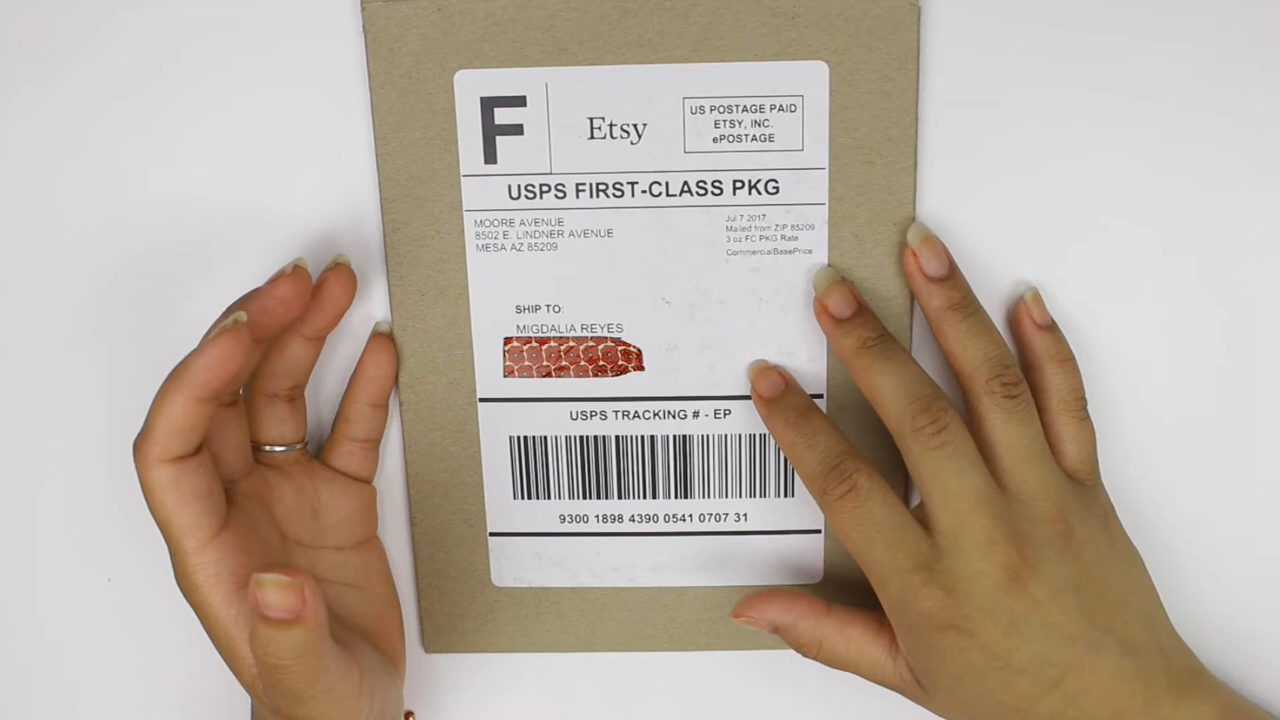 F
Etsy
US POSTAGE PAID
ETSY, INC.
ePOSTAGE
USPS FIRST-CLASS PKG
MOORE AVENUE
8502 E. LINDNER AVENUE
MESA AZ 85209
Jul 7 2017
Mailed from ZIP 85209
3 oz FC PKG Rate
CommercialBasePrice
SHIP TO:
MIGDALIA REYES
USPS TRACKING # - EP
9300 1898 4390 0541 0707 31